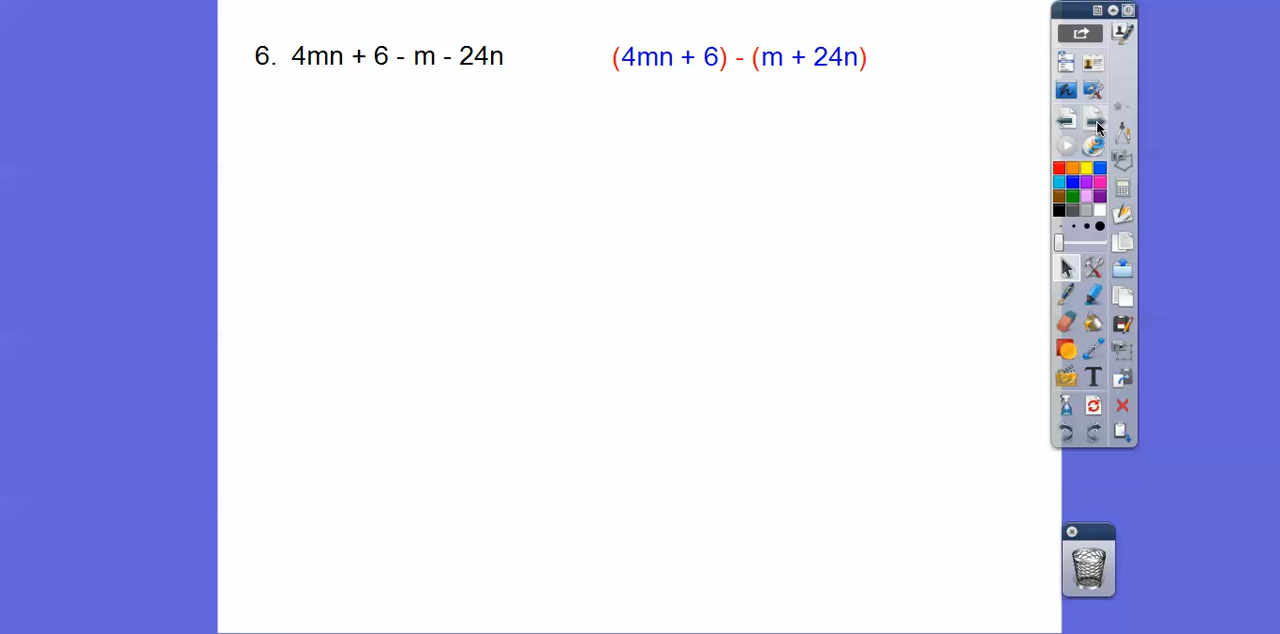 6. 4mn + 6 - m - 24n (4mn + 6) - (m + 24n)